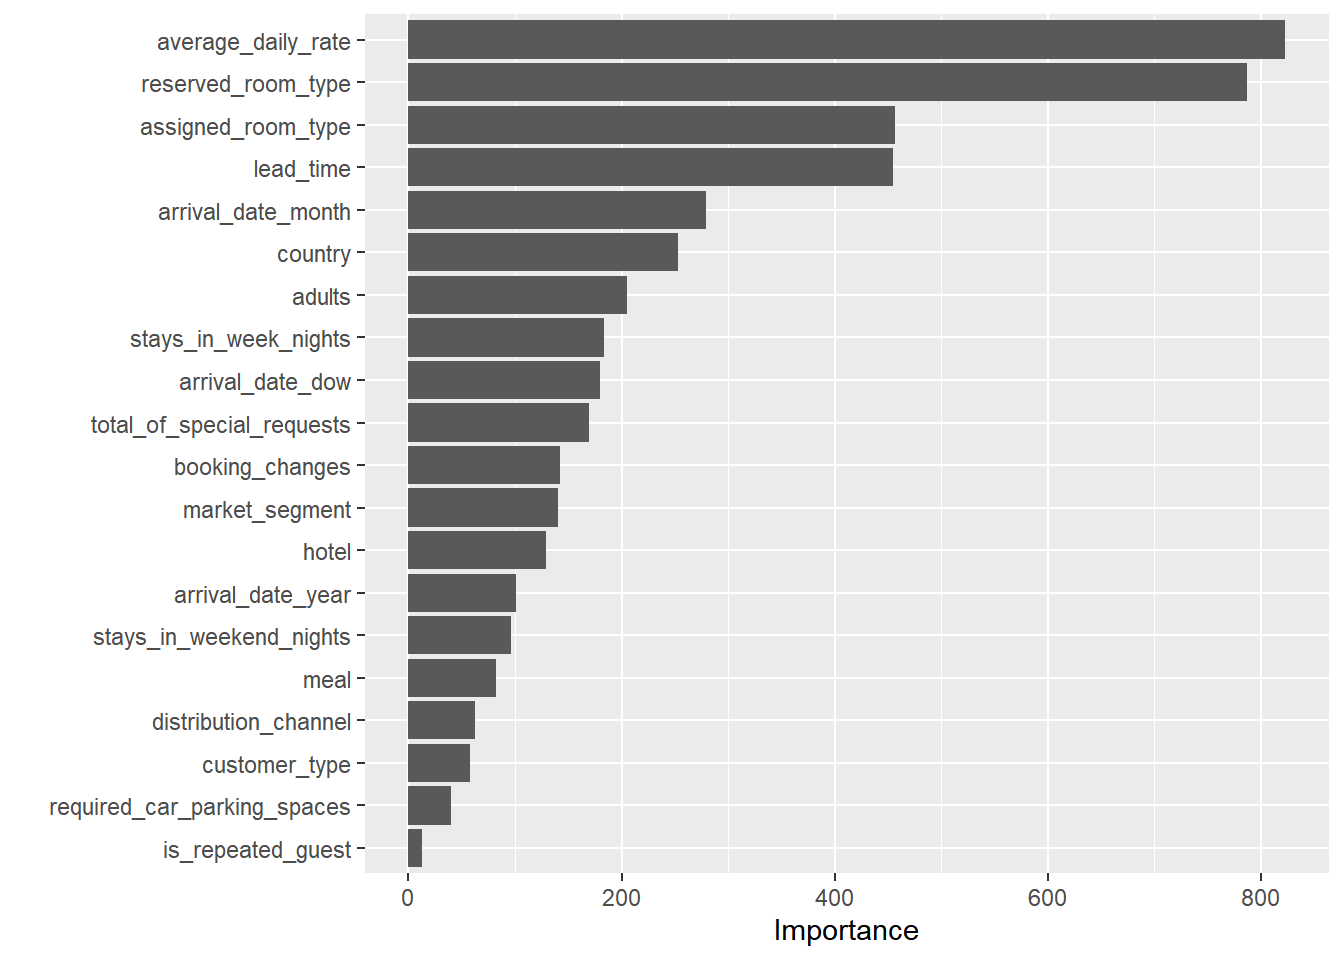 average_daily_rate
reserved_room_type
assigned_room_type
lead_time
arrival_date_month
country
adults
stays_in_week_nights
arrival_date_dow
total_of_special_requests
booking_changes
market_segment
hotel
arrival_date_year
stays_in_weekend_nights
meal
distribution_channel
customer_type
required_car_parking_spaces
is_repeated_guest
0 200 400 600 800
Importance